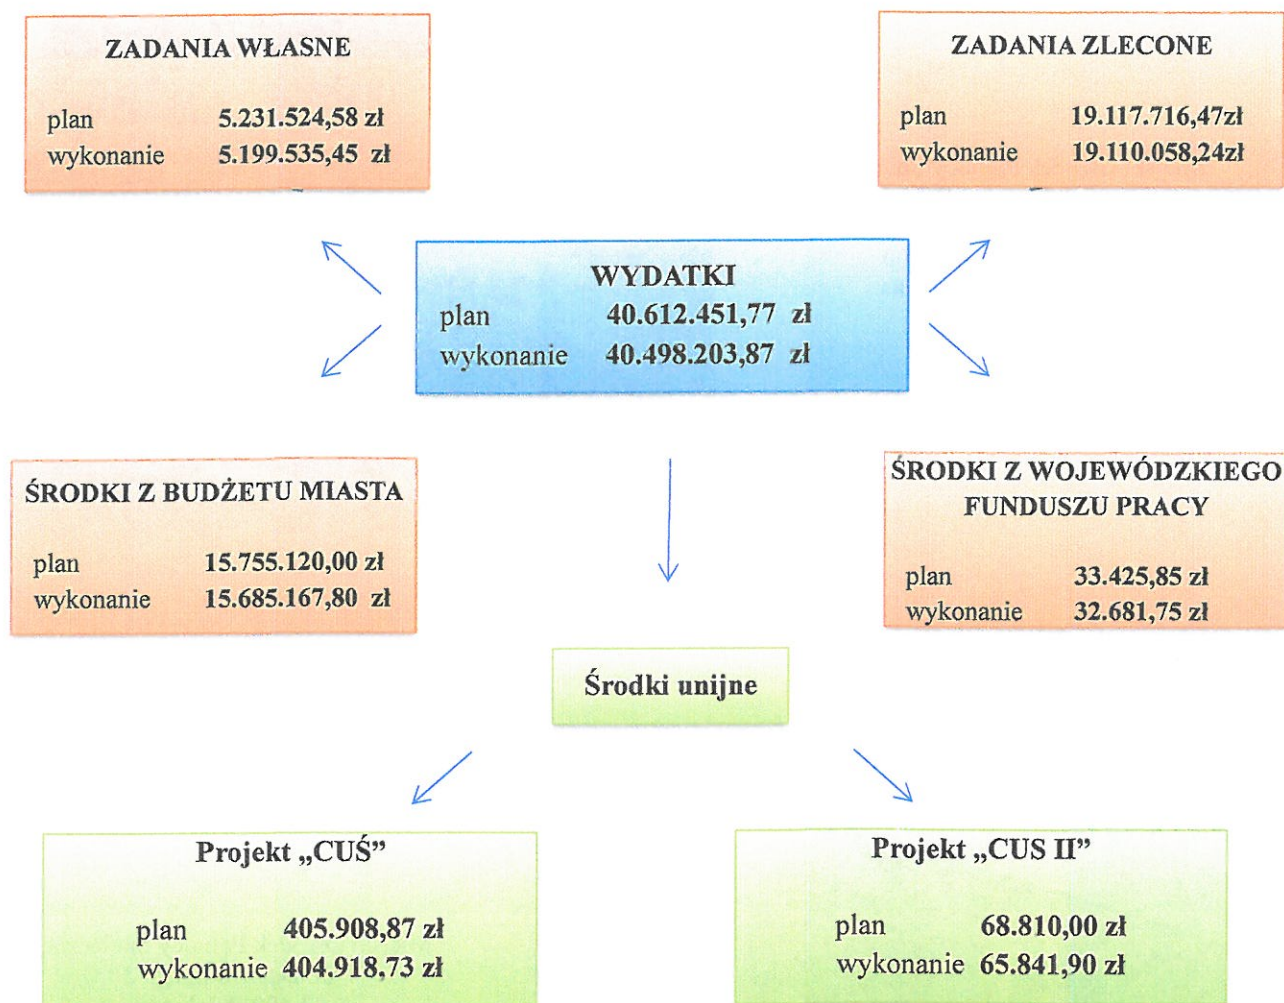 ZADANIA WŁASNE
plan 5.231.524,58 zł
wykonanie 5.199.535,45 zł
ZADANIA ZLECONE
plan 19.117.716,47zł
wykonanie 19.110.058,24zł
WYDATKI
plan 40.612.451,77 zł
wykonanie 40.498.203,87 zł
ŚRODKI Z BUDŻETU MIASTA
plan 15.755.120,00 zł
wykonanie 15.685.167,80 zł
ŚRODKI Z WOJEWÓDZKIEGO
FUNDUSZU PRACY
plan 33.425,85 zł
wykonanie 32.681,75 zł
Środki unijne
Projekt „CUŚ”
plan 405.908,87 zł
wykonanie 404.918,73 zł
Projekt „CUS II”
plan 68.810,00 zł
wykonanie 65.841,90 zł